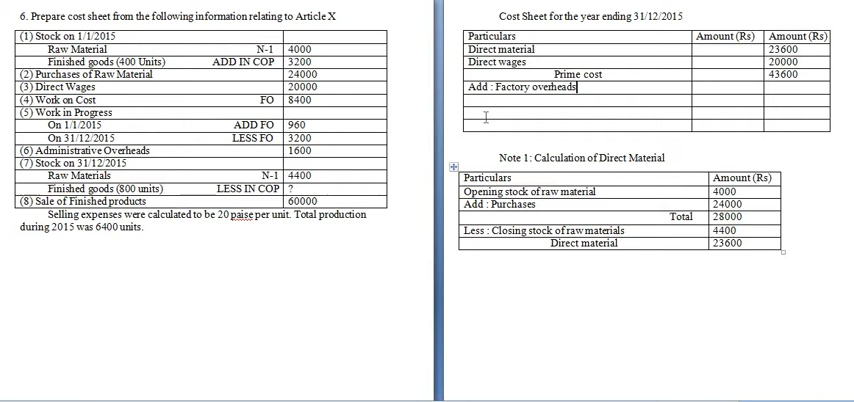 6. Prepare cost sheet from the following information relating to Article X
(1) Stock on 1/1/2015
Raw Material N-1 4000
Finished goods (400 Units) ADD IN COP 3200
(2) Purchases of Raw Material 24000
(3) Direct Wages 20000
(4) Work on Cost FO 8400
(5) Work in Progress
On 1/1/2015 ADD FO 960
On 31/12/2015 LESS FO 3200
(6) Administrative Overheads 1600
(7) Stock on 31/12/2015
Raw Materials N-1 4400
Finished goods (800 units) LESS IN COP ?
(8) Sale of Finished products 60000
Selling expenses were calculated to be 20 paise per unit. Total production
during 2015 was 6400 units.
Cost Sheet for the year ending 31/12/2015
Particulars Amount (Rs) Amount (Rs)
Direct material 23600
Direct wages 20000
Prime cost 43600
Add : Factory overheads
Note 1: Calculation of Direct Material
Particulars Amount (Rs)
Opening stock of raw material 4000
Add : Purchases 24000
Total 28000
Less : Closing stock of raw materials 4400
Direct material 23600